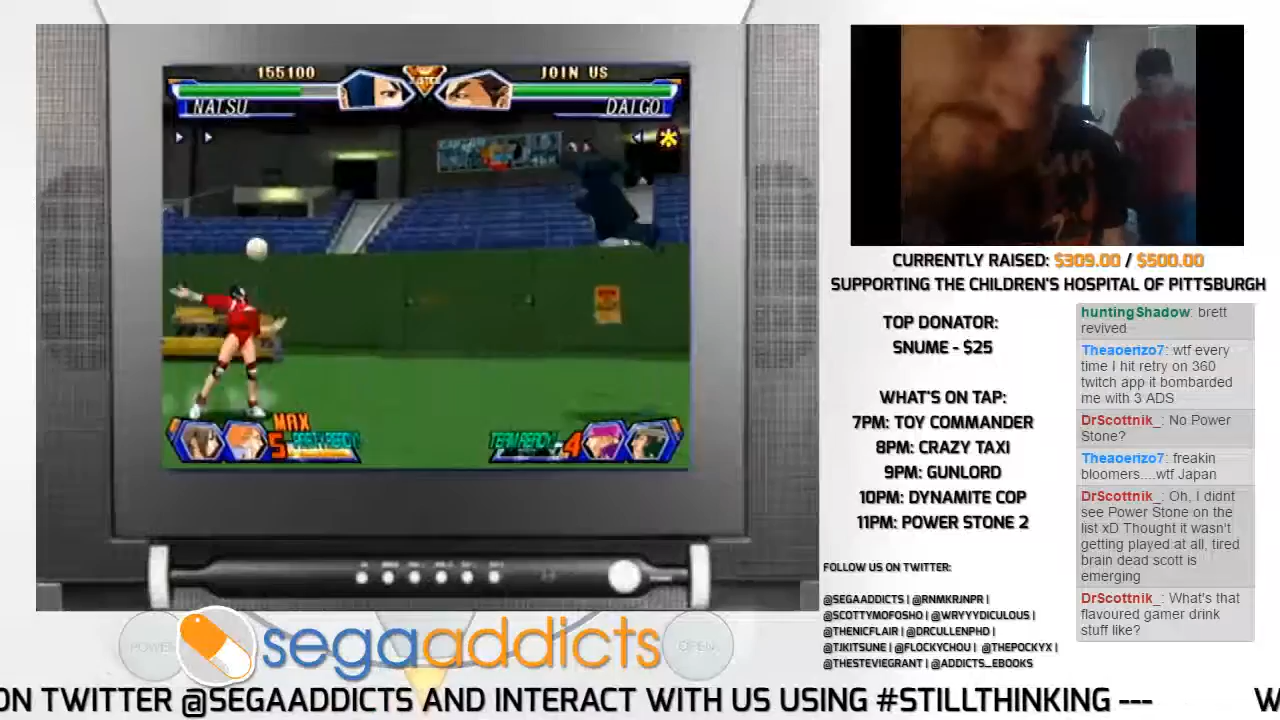 155100
JOIN US
NATSU
DAIGO
MAX
5
PARTY READY!
TEAM READY!
4
CURRENTLY RAISED: $309.00 / $500.00
SUPPORTING THE CHILDREN'S HOSPITAL OF PITTSBURGH
TOP DONATOR:
SNUME - $25
WHAT'S ON TAP:
7PM: TOY COMMANDER
8PM: CRAZY TAXI
9PM: GUNLORD
10PM: DYNAMITE COP
11PM: POWER STONE 2
FOLLOW US ON TWITTER:
@SEGAADDICTS | @RNMKRJNPR |
@SCOTTYMOFOSHO | @WRYYYDICULOUS |
@THENICFLAIR | @DRCULLENPHD |
@TJKITSUNE | @FLOCKYCHOU | @THEPOCKYX |
@THESTEVIEGRANT | @ADDICTS_EBOOKS
huntingShadow: brett
revived
Theaoerizo7: wtf every
time I hit retry on 360
twitch app it bombarded
me with 3 ADS
DrScottnik_: No Power
Stone?
Theaoerizo7: freakin
bloomers....wtf Japan
DrScottnik_: Oh, I didnt
see Power Stone on the
list xD Thought it wasn't
getting played at all, tired
brain dead scott is
emerging
DrScottnik_: What's that
flavoured gamer drink
stuff like?
POWER
segaaddicts
OPEN
ON TWITTER @SEGAADDICTS AND INTERACT WITH US USING #STILLTHINKING --- W